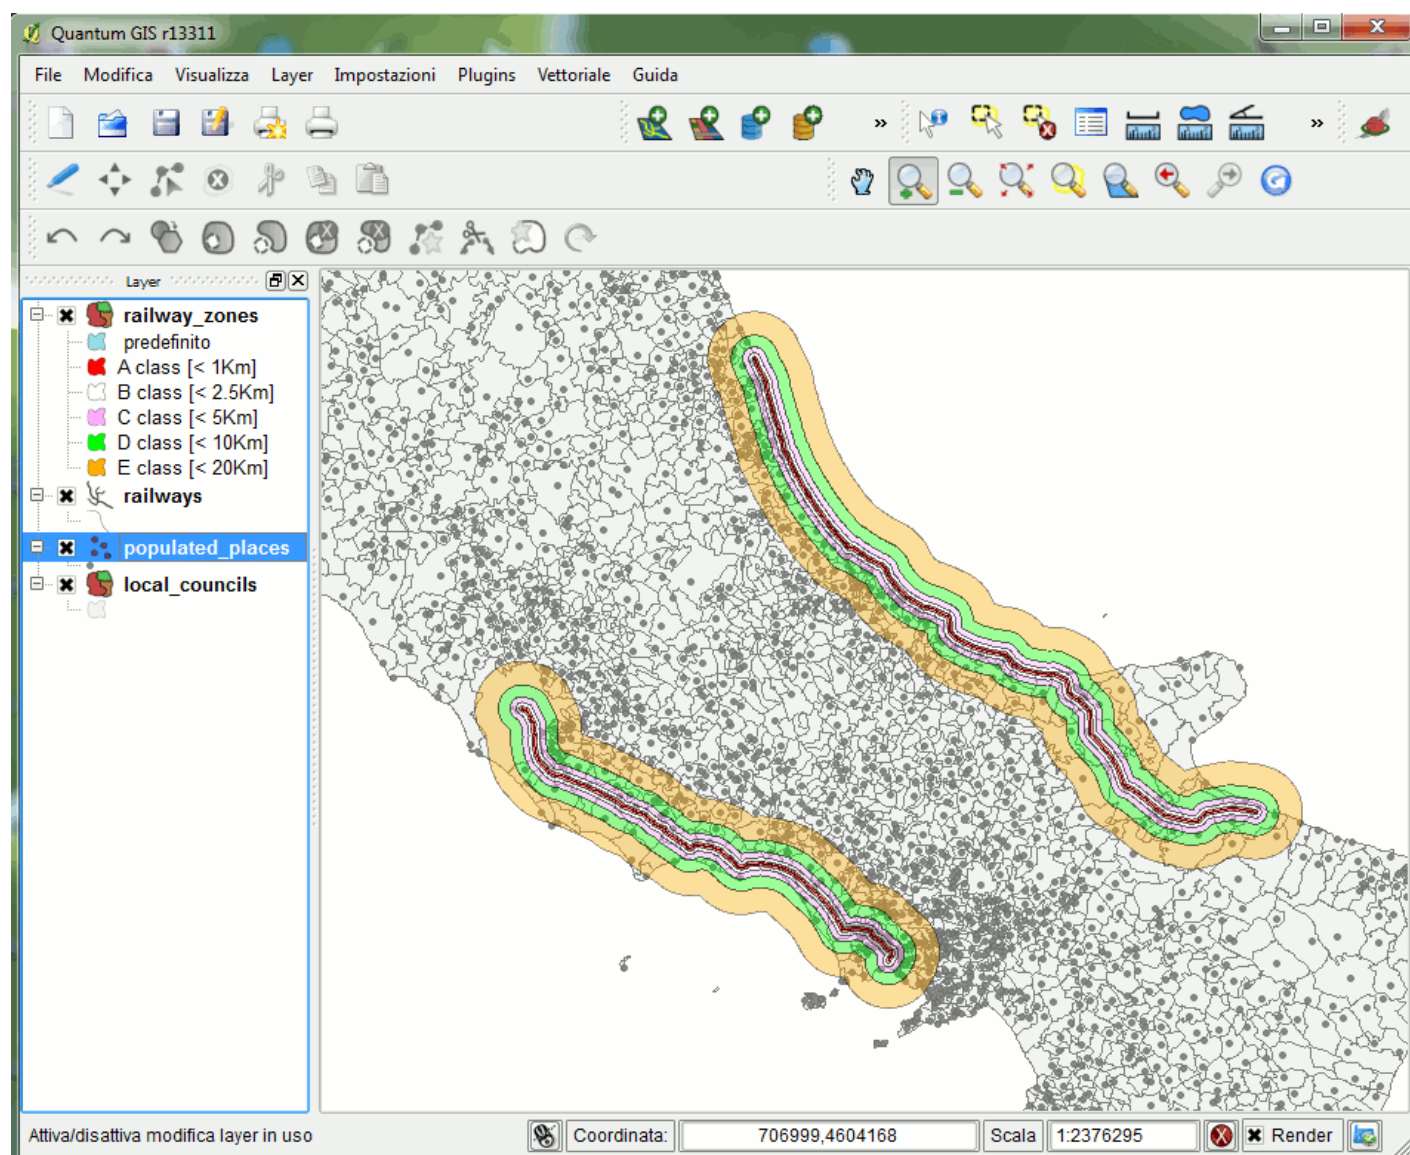 Quantum GIS r13311
File Modifica Visualizza Layer Impostazioni Plugins Vettoriale Guida
» »
Layer
railway_zones
predefinito
A class [< 1Km]
B class [< 2.5Km]
C class [< 5Km]
D class [< 10Km]
E class [< 20Km]
railways
populated_places
local_councils
Attiva/disattiva modifica layer in uso Coordinata: 706999,4604168 Scala 1:2376295 Render